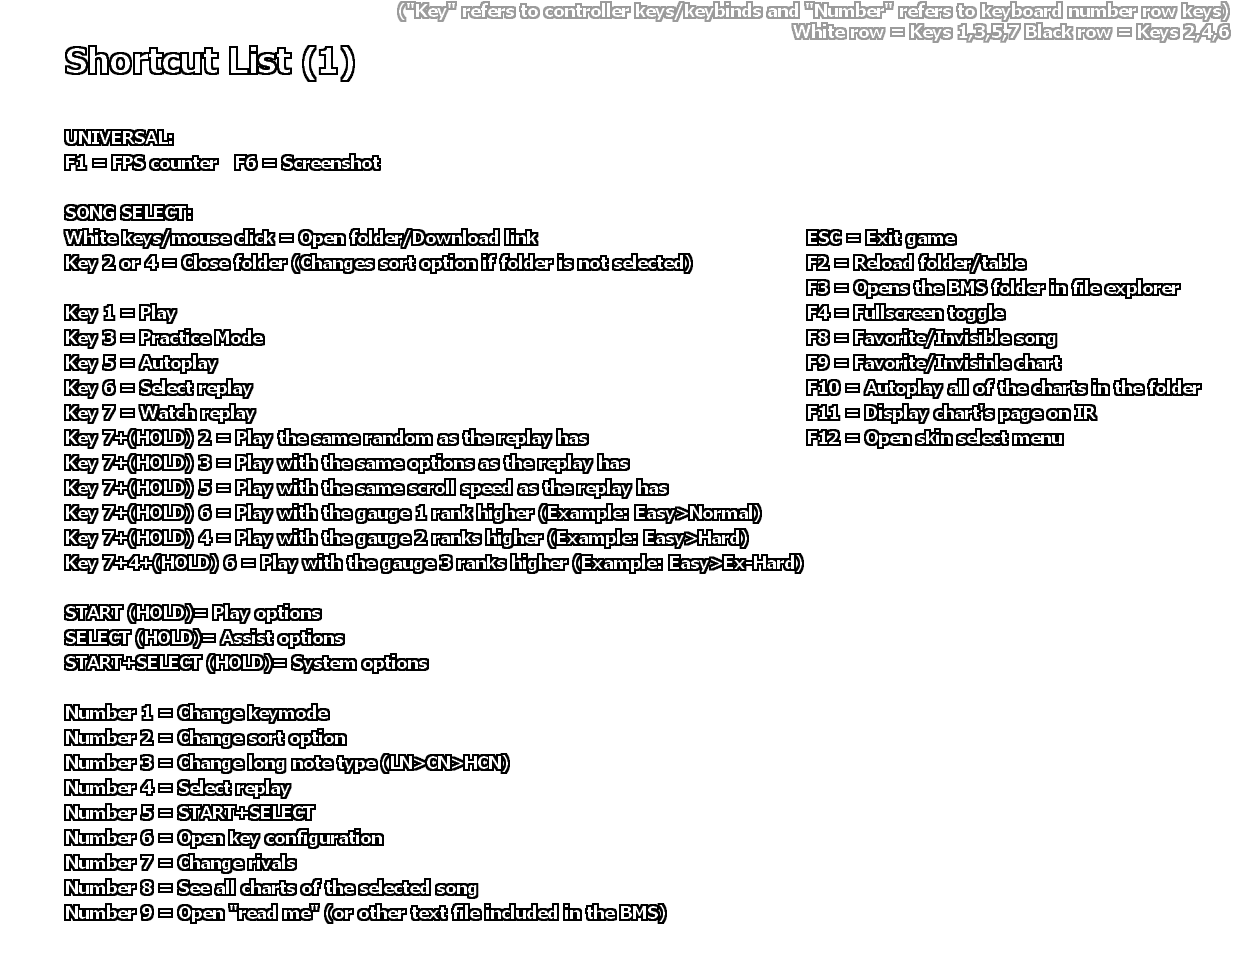 ("Key" refers to controller keys/keybinds and "Number" refers to keyboard number row keys)
White row = Keys 1,3,5,7 Black row = Keys 2,4,6
Shortcut List (1)
UNIVERSAL:
F1 = FPS counter   F6 = Screenshot
SONG SELECT:
White keys/mouse click = Open folder/Download link
Key 2 or 4 = Close folder (Changes sort option if folder is not selected)
Key 1 = Play
Key 3 = Practice Mode
Key 5 = Autoplay
Key 6 = Select replay
Key 7 = Watch replay
Key 7+(HOLD) 2 = Play the same random as the replay has
Key 7+(HOLD) 3 = Play with the same options as the replay has
Key 7+(HOLD) 5 = Play with the same scroll speed as the replay has
Key 7+(HOLD) 6 = Play with the gauge 1 rank higher (Example: Easy>Normal)
Key 7+(HOLD) 4 = Play with the gauge 2 ranks higher (Example: Easy>Hard)
Key 7+4+(HOLD) 6 = Play with the gauge 3 ranks higher (Example: Easy>Ex-Hard)
START (HOLD)= Play options
SELECT (HOLD)= Assist options
START+SELECT (HOLD)= System options
Number 1 = Change keymode
Number 2 = Change sort option
Number 3 = Change long note type (LN>CN>HCN)
Number 4 = Select replay
Number 5 = START+SELECT
Number 6 = Open key configuration
Number 7 = Change rivals
Number 8 = See all charts of the selected song
Number 9 = Open "read me" (or other text file included in the BMS)
ESC = Exit game
F2 = Reload folder/table
F3 = Opens the BMS folder in file explorer
F4 = Fullscreen toggle
F8 = Favorite/Invisible song
F9 = Favorite/Invisinle chart
F10 = Autoplay all of the charts in the folder
F11 = Display chart's page on IR
F12 = Open skin select menu